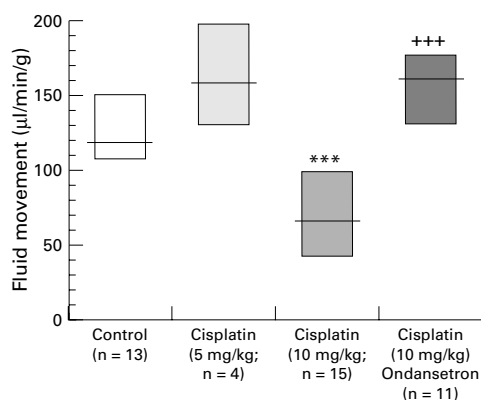 Fluid movement (µl/min/g)
200
150
100
50
0
***
+++
Control
(n = 13)
Cisplatin
(5 mg/kg;
n = 4)
Cisplatin
(10 mg/kg;
n = 15)
Cisplatin
(10 mg/kg)
Ondansetron
(n = 11)